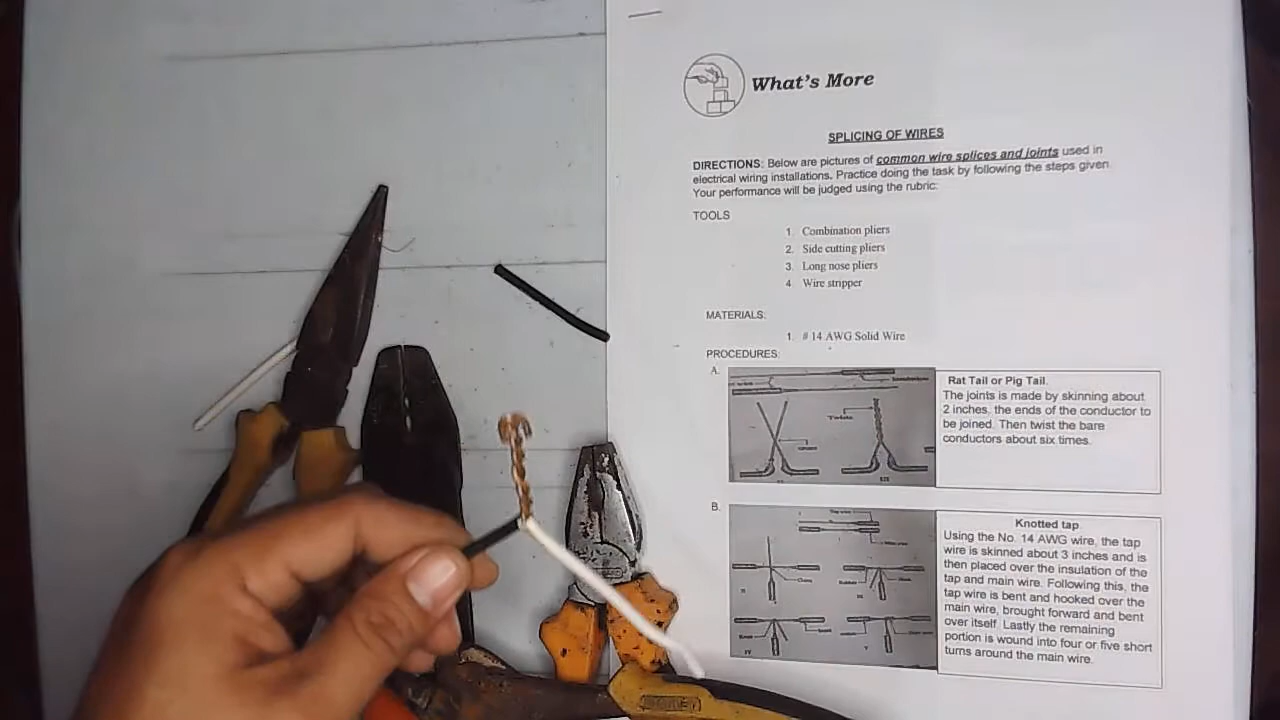 What's More
SPLICING OF WIRES
DIRECTIONS: Below are pictures of common wire splices and joints used in
electrical wiring installations. Practice doing the task by following the steps given.
Your performance will be judged using the rubric:
TOOLS
1. Combination pliers
2. Side cutting pliers
3. Long nose pliers
4. Wire stripper
MATERIALS:
1. # 14 AWG Solid Wire
PROCEDURES:
A.
Twists
Rat Tail or Pig Tail.
The joints is made by skinning about
2 inches, the ends of the conductor to
be joined. Then twist the bare
conductors about six times.
B.
Knotted tap.
Using the No. 14 AWG wire, the tap
wire is skinned about 3 inches and is
then placed over the insulation of the
tap and main wire. Following this, the
tap wire is bent and hooked over the
main wire, brought forward and bent
over itself. Lastly the remaining
portion is wound into four or five short
turns around the main wire.